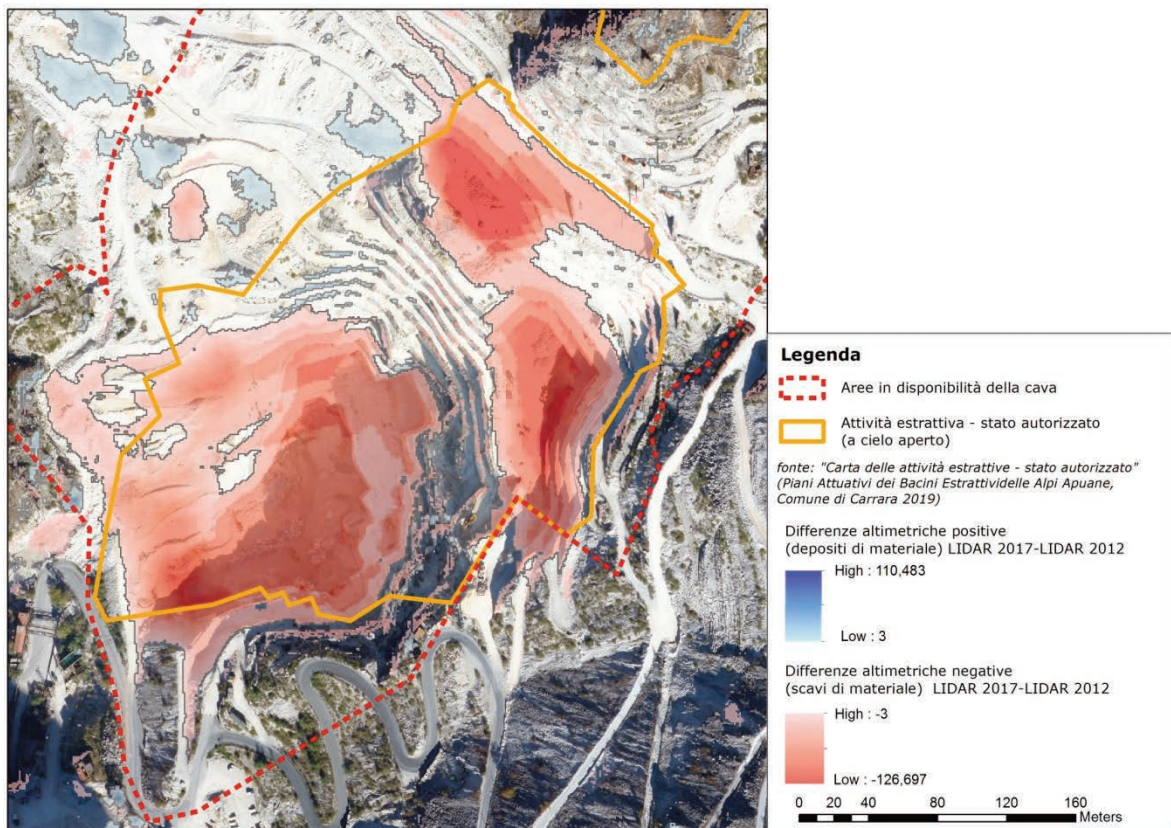 Legenda
Aree in disponibilità della cava
Attività estrattiva - stato autorizzato
(a cielo aperto)
fonte: "Carta delle attività estrattive - stato autorizzato"
(Piani Attuativi dei Bacini Estrattividelle Alpi Apuane,
Comune di Carrara 2019)
Differenze altimetriche positive
(depositi di materiale) LIDAR 2017-LIDAR 2012
High : 110,483
Low : 3
Differenze altimetriche negative
(scavi di materiale) LIDAR 2017-LIDAR 2012
High : -3
Low : -126,697
0 20 40 80 120 160
Meters